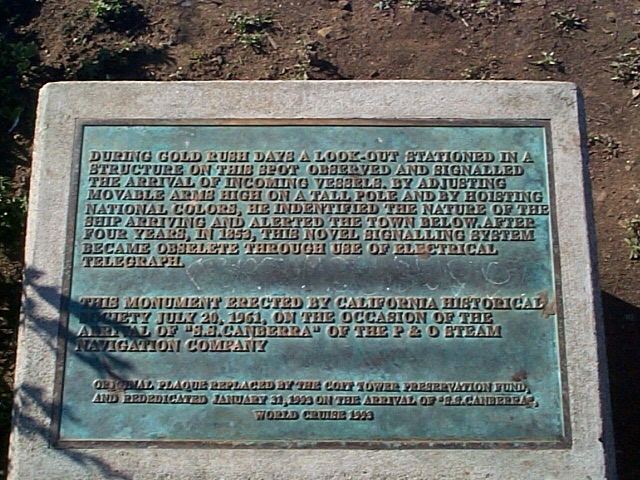 DURING GOLD RUSH DAYS A LOOK-OUT STATIONED IN A
STRUCTURE ON THIS SPOT OBSERVED AND SIGNALLED
THE ARRIVAL OF INCOMING VESSELS. BY ADJUSTING
MOVABLE ARMS HIGH ON A TALL POLE AND BY HOISTING
NATIONAL COLORS, HE INDENTIFIED THE NATURE OF THE
SHIP ARRIVING AND ALERTED THE TOWN BELOW. AFTER
FOUR YEARS, IN 1853, THIS NOVEL SIGNALLING SYSTEM
BECAME OBSELETE THROUGH USE OF ELECTRICAL
TELEGRAPH.
THIS MONUMENT ERECTED BY CALIFORNIA HISTORICAL
SOCIETY JULY 20, 1961, ON THE OCCASION OF THE
ARRIVAL OF "S.S.CANBERRA" OF THE P & O STEAM
NAVIGATION COMPANY
ORIGINAL PLAQUE REPLACED BY THE COIT TOWER PRESERVATION FUND,
AND REDEDICATED JANUARY 31, 1993 ON THE ARRIVAL OF "S.S.CANBERRA",
WORLD CRUISE 1993